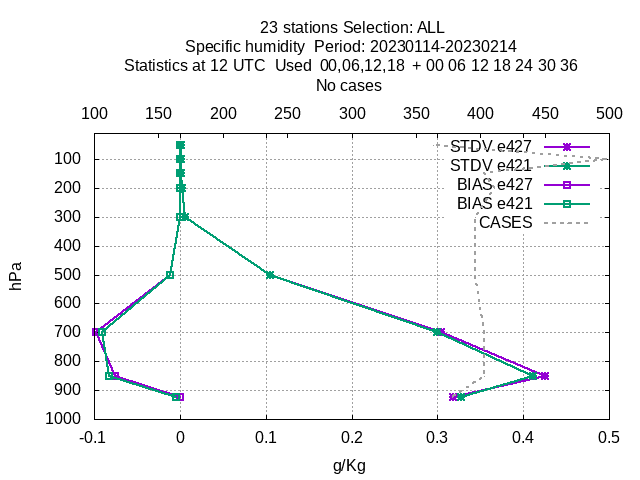 23 stations Selection: ALL
Specific humidity  Period: 20230114-20230214
Statistics at 12 UTC  Used  00,06,12,18  + 00 06 12 18 24 30 36
No cases
100 150 200 250 300 350 400 450 500
STDV e427
STDV e421
BIAS e427
BIAS e421
CASES
100
200
300
400
500
600
700
800
900
1000
hPa
-0.1 0 0.1 0.2 0.3 0.4 0.5
g/Kg